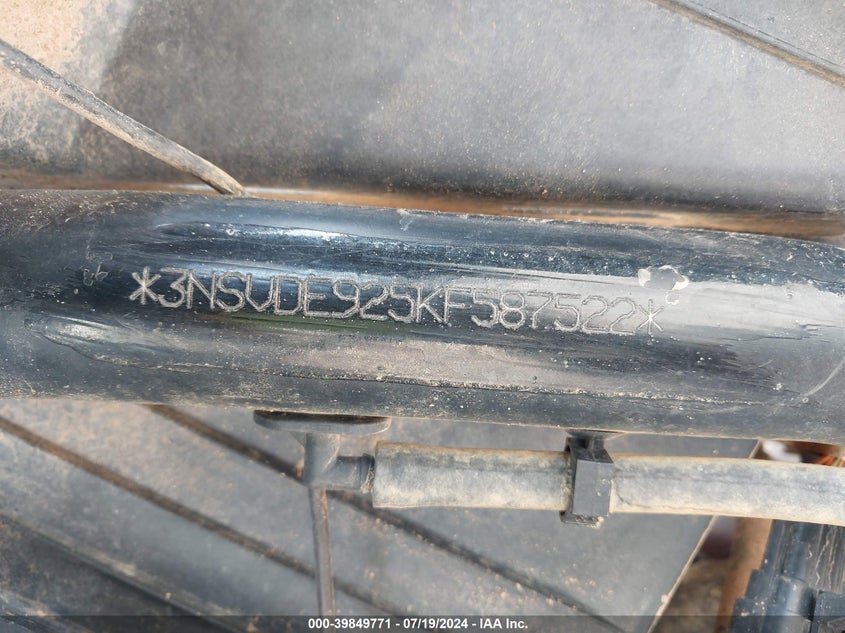 *3NSVDE925KF587522*
000-39849771 - 07/19/2024 - IAA Inc.